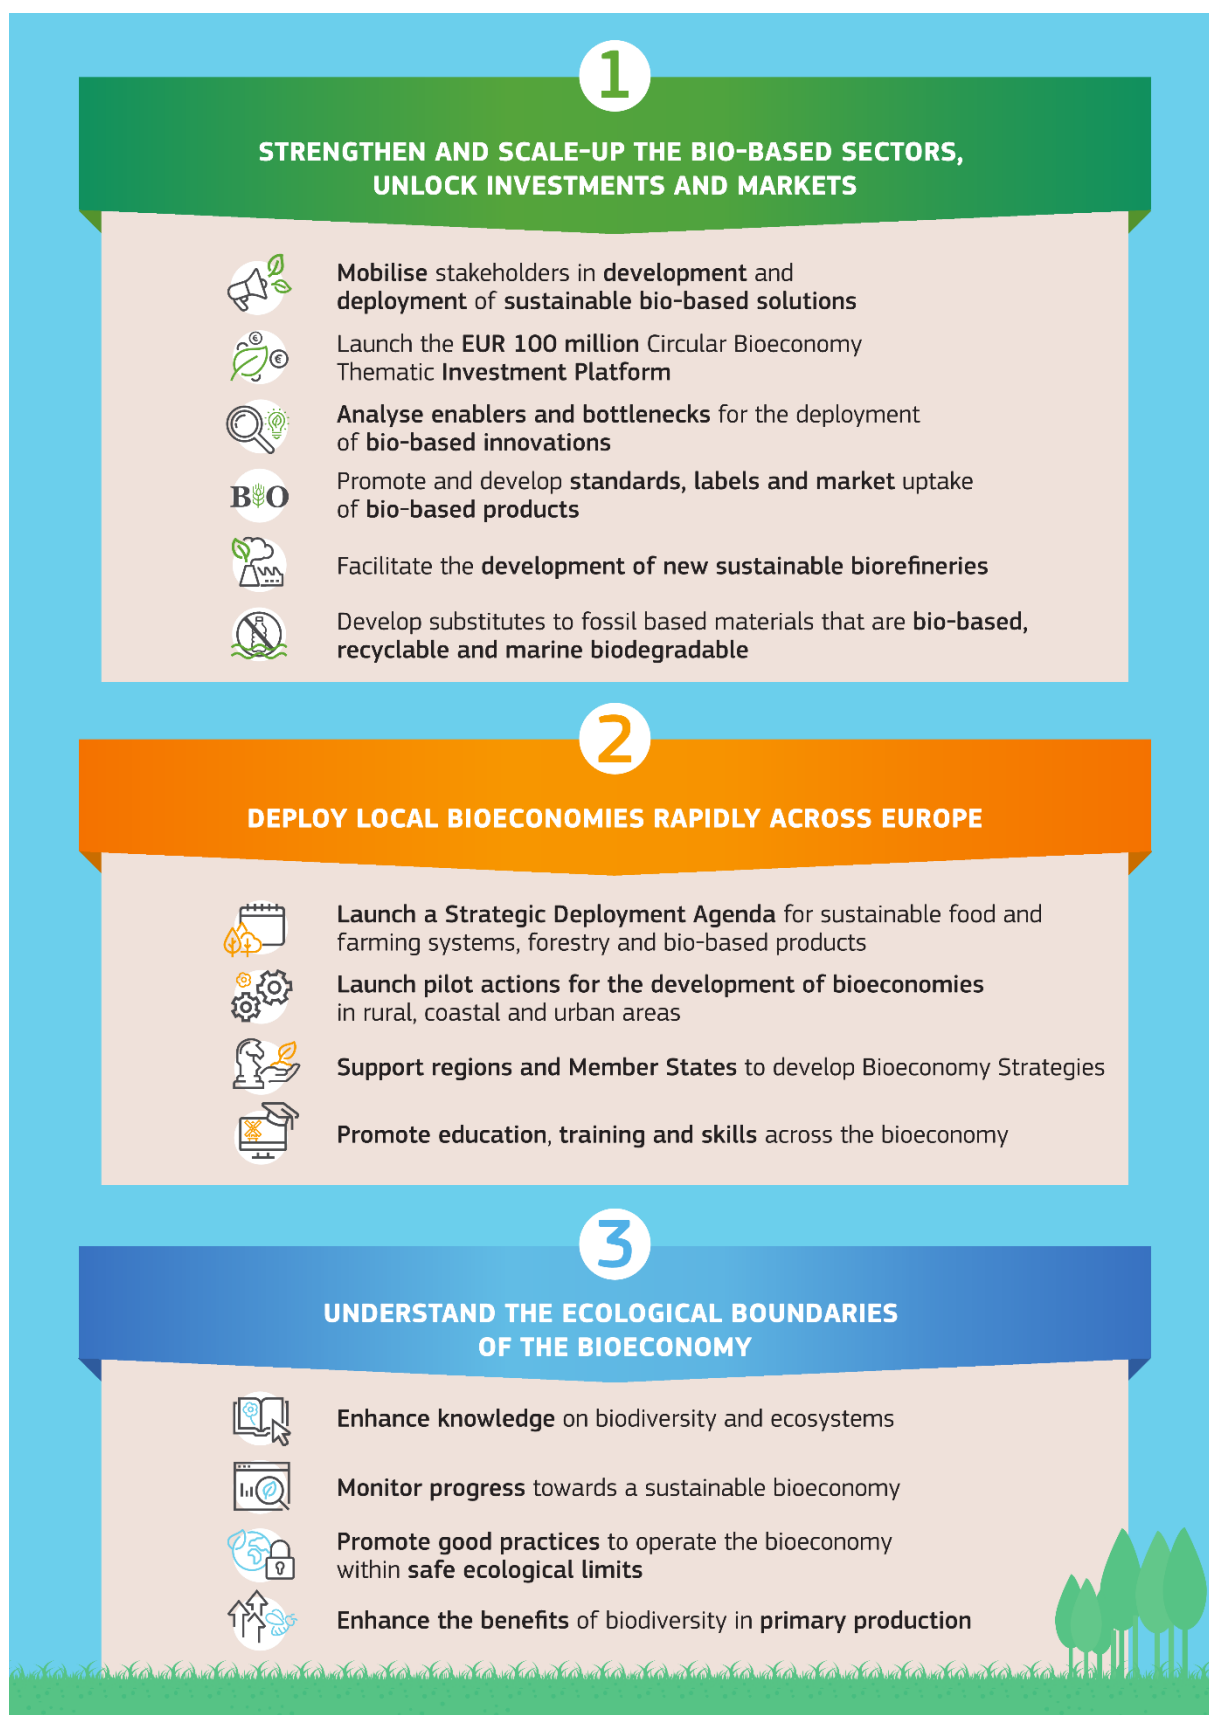 1
STRENGTHEN AND SCALE-UP THE BIO-BASED SECTORS,
UNLOCK INVESTMENTS AND MARKETS
Mobilise stakeholders in development and
deployment of sustainable bio-based solutions
Launch the EUR 100 million Circular Bioeconomy
Thematic Investment Platform
Analyse enablers and bottlenecks for the deployment
of bio-based innovations
BIO
Promote and develop standards, labels and market uptake
of bio-based products
Facilitate the development of new sustainable biorefineries
Develop substitutes to fossil based materials that are bio-based,
recyclable and marine biodegradable
2
DEPLOY LOCAL BIOECONOMIES RAPIDLY ACROSS EUROPE
Launch a Strategic Deployment Agenda for sustainable food and
farming systems, forestry and bio-based products
Launch pilot actions for the development of bioeconomies
in rural, coastal and urban areas
Support regions and Member States to develop Bioeconomy Strategies
Promote education, training and skills across the bioeconomy
3
UNDERSTAND THE ECOLOGICAL BOUNDARIES
OF THE BIOECONOMY
Enhance knowledge on biodiversity and ecosystems
Monitor progress towards a sustainable bioeconomy
Promote good practices to operate the bioeconomy
within safe ecological limits
Enhance the benefits of biodiversity in primary production